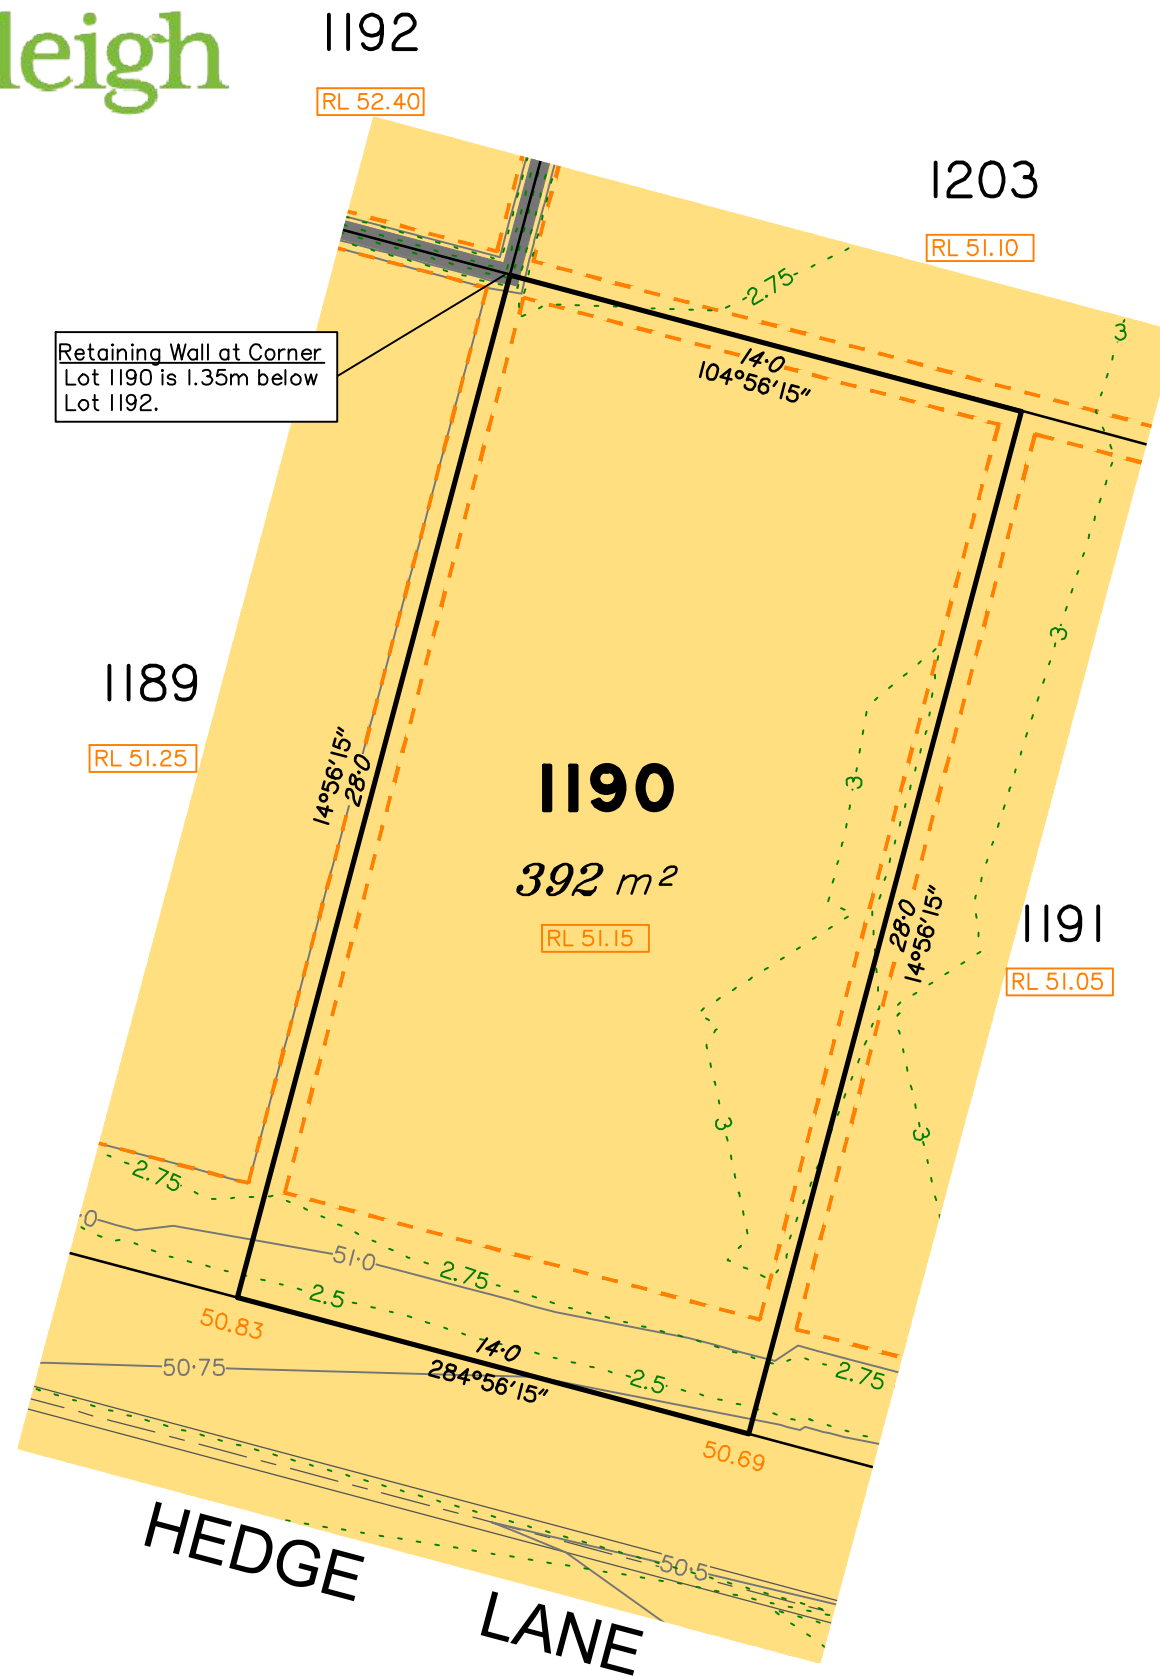 leigh
1192
RL 52.40
1203
RL 51.10
2.75
3
Retaining Wall at Corner
Lot 1190 is 1.35m below
Lot 1192.
14·0
104°56'15"
3
1189
RL 51.25
14°56'15"
28·0
1190
392 m²
RL 51.15
3
28·0
14°56'15"
1191
RL 51.05
3
3
2.75
·0
51·0
2.75
2.5
50.83
14·0
284°56'15"
50·75
2.5
2.75
50.69
50·5
HEDGE LANE